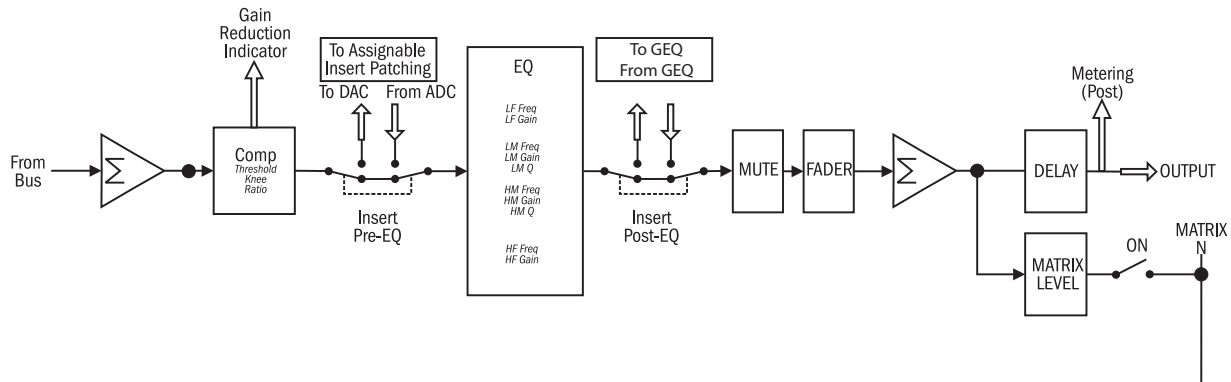 Gain
Reduction
Indicator
To Assignable
Insert Patching
To DAC
From ADC
EQ
LF Freq
LF Gain
LM Freq
LM Gain
LM Q
HM Freq
HM Gain
HM Q
HF Freq
HF Gain
To GEQ
From GEQ
Metering
(Post)
From
Bus
Σ
Comp
Threshold
Knee
Ratio
Insert
Pre-EQ
Insert
Post-EQ
MUTE
FADER
Σ
DELAY
OUTPUT
MATRIX
LEVEL
ON
MATRIX
N